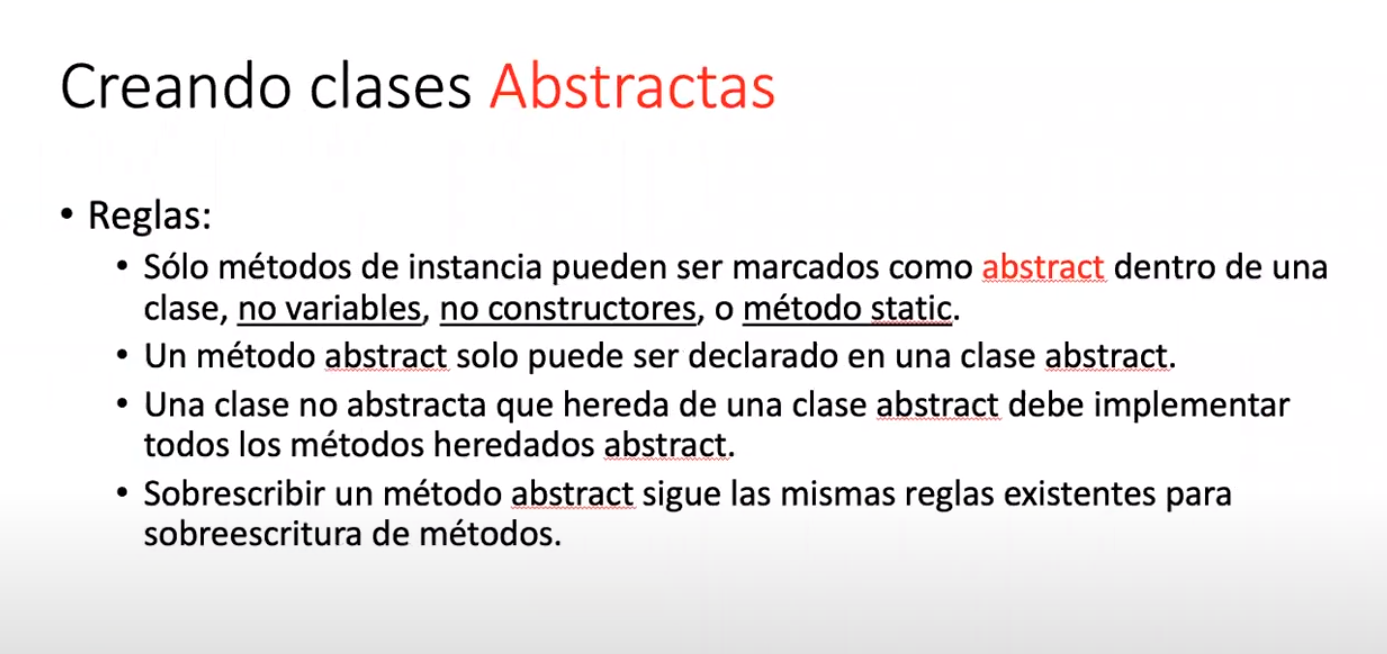 Creando clases Abstractas
• Reglas:
• Sólo métodos de instancia pueden ser marcados como abstract dentro de una
clase, no variables, no constructores, o método static.
• Un método abstract solo puede ser declarado en una clase abstract.
• Una clase no abstracta que hereda de una clase abstract debe implementar
todos los métodos heredados abstract.
• Sobrescribir un método abstract sigue las mismas reglas existentes para
sobreescritura de métodos.